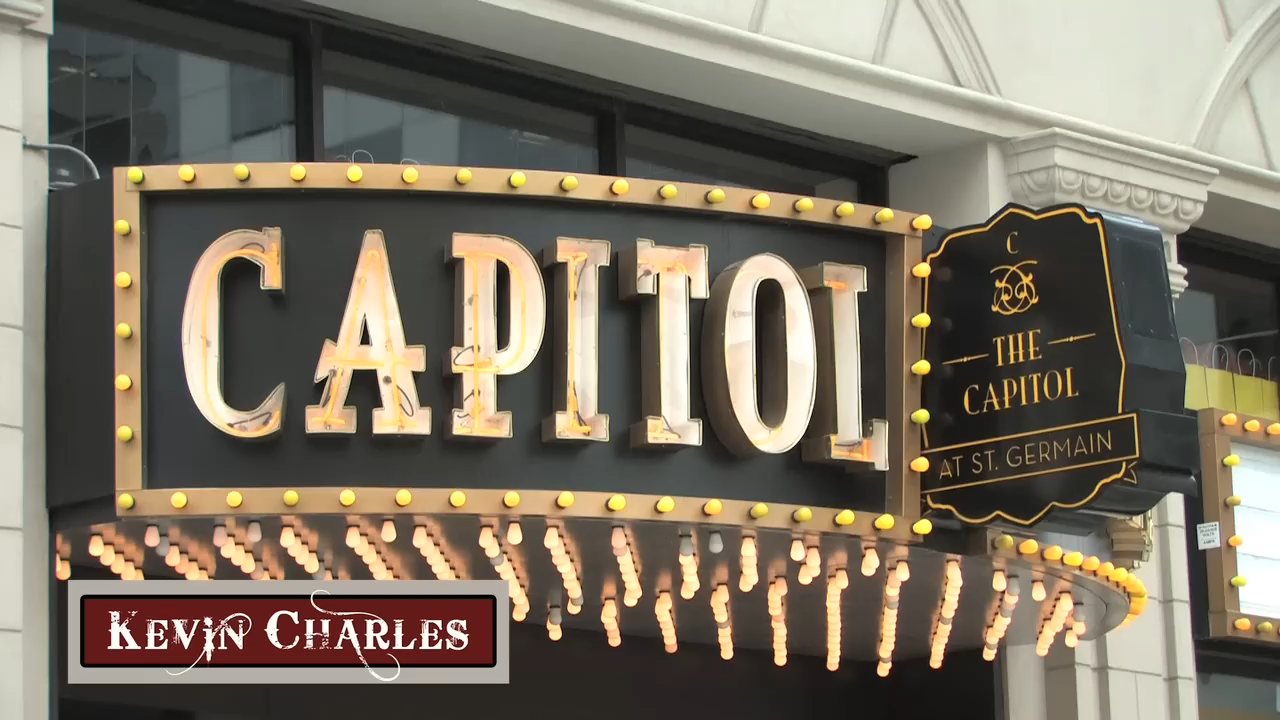 CAPITOL
C
THE
CAPITOL
AT ST. GERMAIN
KEVIN CHARLES